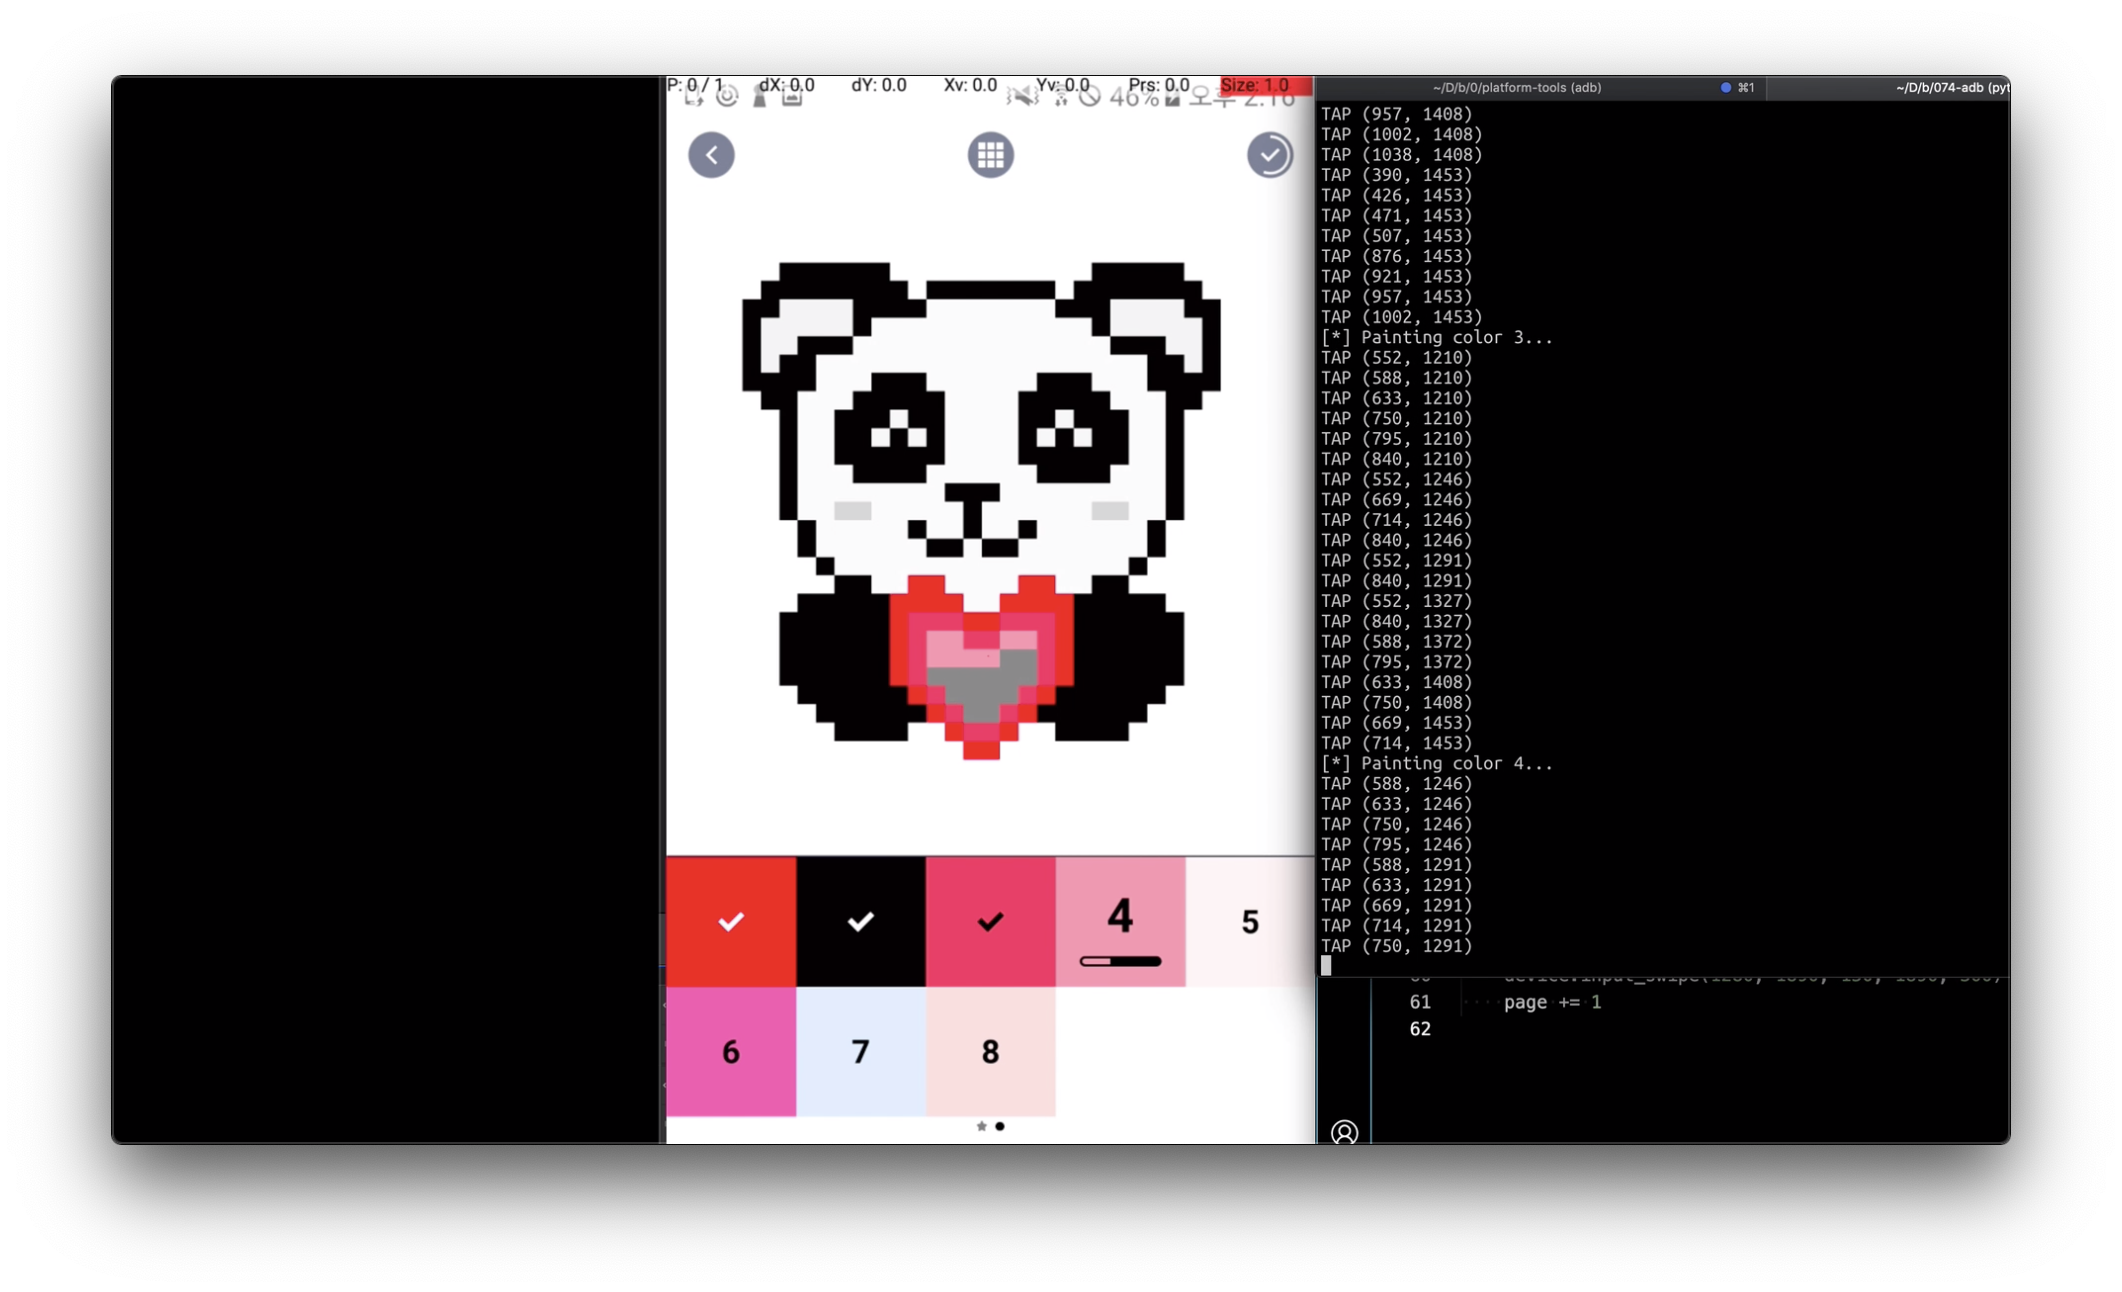 P: 0 / 1 dX: 0.0 dY: 0.0 Xv: 0.0 Yv: 0.0 Prs: 0.0 Size: 1.0
46% 오후 2:16
4
5
6
7
8
~/D/b/0/platform-tools (adb) ⌘1 ~/D/b/074-adb (pyt
TAP (957, 1408)
TAP (1002, 1408)
TAP (1038, 1408)
TAP (390, 1453)
TAP (426, 1453)
TAP (471, 1453)
TAP (507, 1453)
TAP (876, 1453)
TAP (921, 1453)
TAP (957, 1453)
TAP (1002, 1453)
[*] Painting color 3...
TAP (552, 1210)
TAP (588, 1210)
TAP (633, 1210)
TAP (750, 1210)
TAP (795, 1210)
TAP (840, 1210)
TAP (552, 1246)
TAP (669, 1246)
TAP (714, 1246)
TAP (840, 1246)
TAP (552, 1291)
TAP (840, 1291)
TAP (552, 1327)
TAP (840, 1327)
TAP (588, 1372)
TAP (795, 1372)
TAP (633, 1408)
TAP (750, 1408)
TAP (669, 1453)
TAP (714, 1453)
[*] Painting color 4...
TAP (588, 1246)
TAP (633, 1246)
TAP (750, 1246)
TAP (795, 1246)
TAP (588, 1291)
TAP (633, 1291)
TAP (669, 1291)
TAP (714, 1291)
TAP (750, 1291)
61 page += 1
62